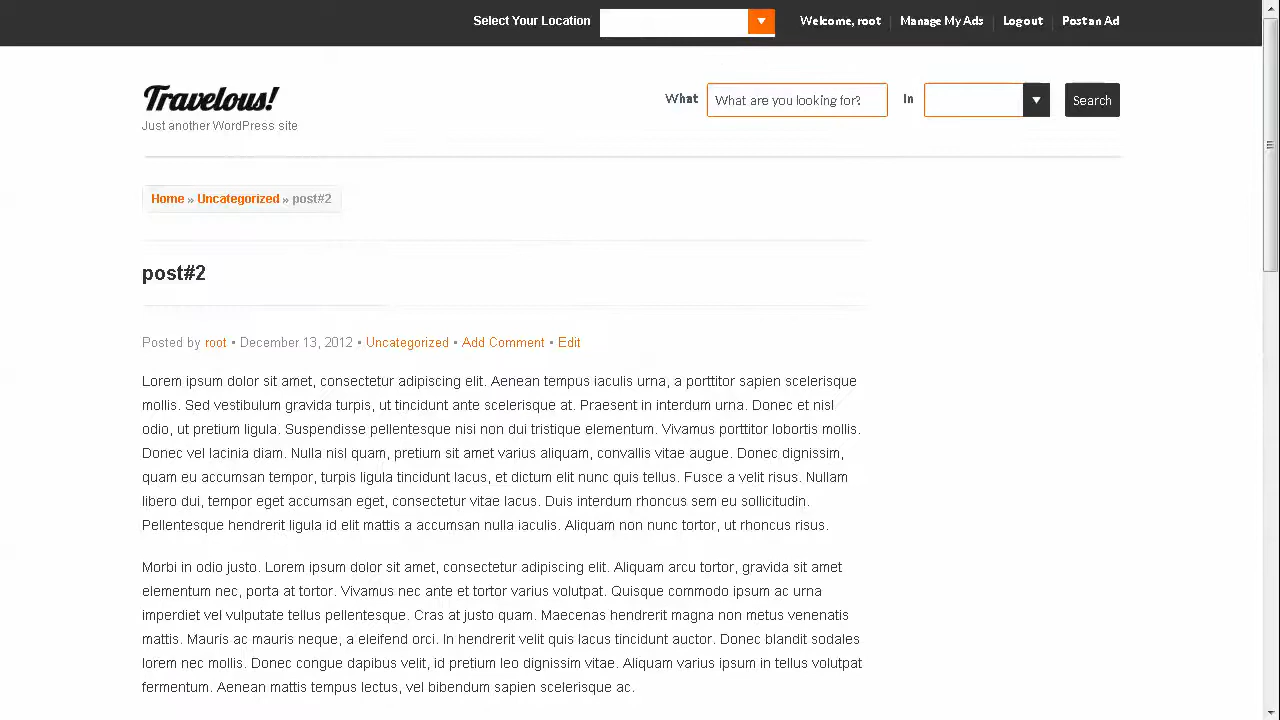 Select Your Location
Welcome, root
Manage My Ads
Logout
Post an Ad
Travelous!
Just another WordPress site
What
What are you looking for?
In
Search
Home » Uncategorized » post#2
post#2
Posted by root • December 13, 2012 • Uncategorized • Add Comment • Edit
Lorem ipsum dolor sit amet, consectetur adipiscing elit. Aenean tempus iaculis urna, a porttitor sapien scelerisque
mollis. Sed vestibulum gravida turpis, ut tincidunt ante scelerisque at. Praesent in interdum urna. Donec et nisl
odio, ut pretium ligula. Suspendisse pellentesque nisi non dui tristique elementum. Vivamus porttitor lobortis mollis.
Donec vel lacinia diam. Nulla nisl quam, pretium sit amet varius aliquam, convallis vitae augue. Donec dignissim,
quam eu accumsan tempor, turpis ligula tincidunt lacus, et dictum elit nunc quis tellus. Fusce a velit risus. Nullam
libero dui, tempor eget accumsan eget, consectetur vitae lacus. Duis interdum rhoncus sem eu sollicitudin.
Pellentesque hendrerit ligula id elit mattis a accumsan nulla iaculis. Aliquam non nunc tortor, ut rhoncus risus.
Morbi in odio justo. Lorem ipsum dolor sit amet, consectetur adipiscing elit. Aliquam arcu tortor, gravida sit amet
elementum nec, porta at tortor. Vivamus nec ante et tortor varius volutpat. Quisque commodo ipsum ac urna
imperdiet vel vulputate tellus pellentesque. Cras at justo quam. Maecenas hendrerit magna non metus venenatis
mattis. Mauris ac mauris neque, a eleifend orci. In hendrerit velit quis lacus tincidunt auctor. Donec blandit sodales
lorem nec mollis. Donec congue dapibus velit, id pretium leo dignissim vitae. Aliquam varius ipsum in tellus volutpat
fermentum. Aenean mattis tempus lectus, vel bibendum sapien scelerisque ac.